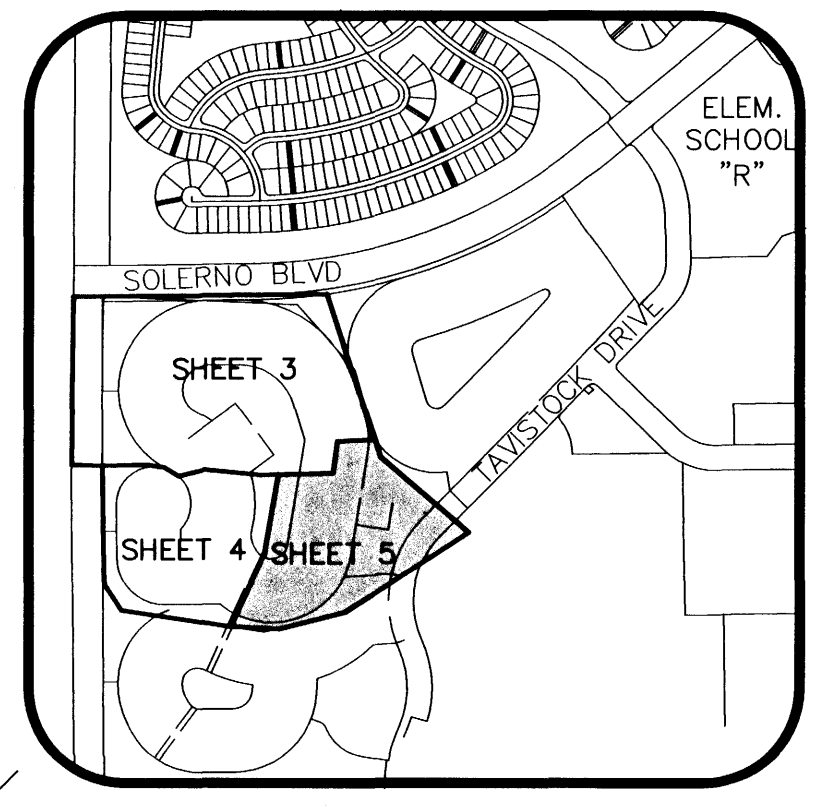 ELEM.
SCHOOL
"R"
SOLERNO BLVD
SHEET 3
TAVISTOCK DRIVE
SHEET 4
SHEET 5